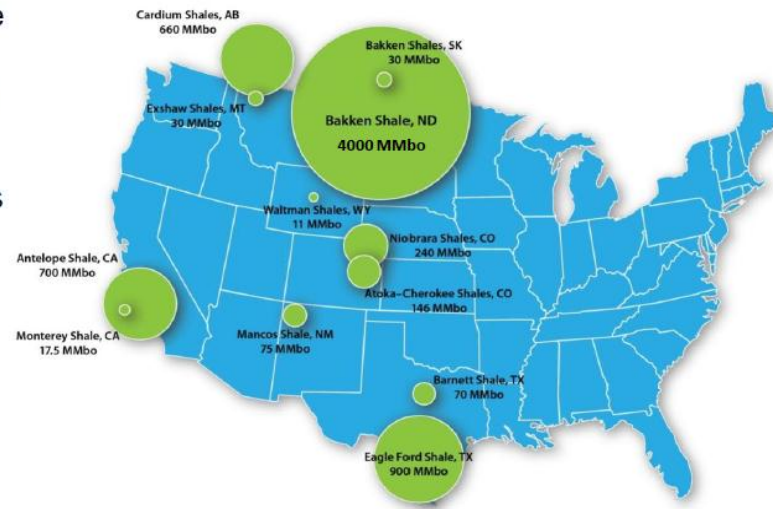 e
Cardium Shales, AB
660 MMbo
Bakken Shales, SK
30 MMbo
Exshaw Shales, MT
30 MMbo
Bakken Shale, ND
4000 MMbo
s
Waltman Shales, WY
11 MMbo
Niobrara Shales, CO
240 MMbo
Antelope Shale, CA
700 MMbo
Atoka–Cherokee Shales, CO
146 MMbo
Monterey Shale, CA
17.5 MMbo
Mancos Shale, NM
75 MMbo
Barnett Shale, TX
70 MMbo
Eagle Ford Shale, TX
900 MMbo